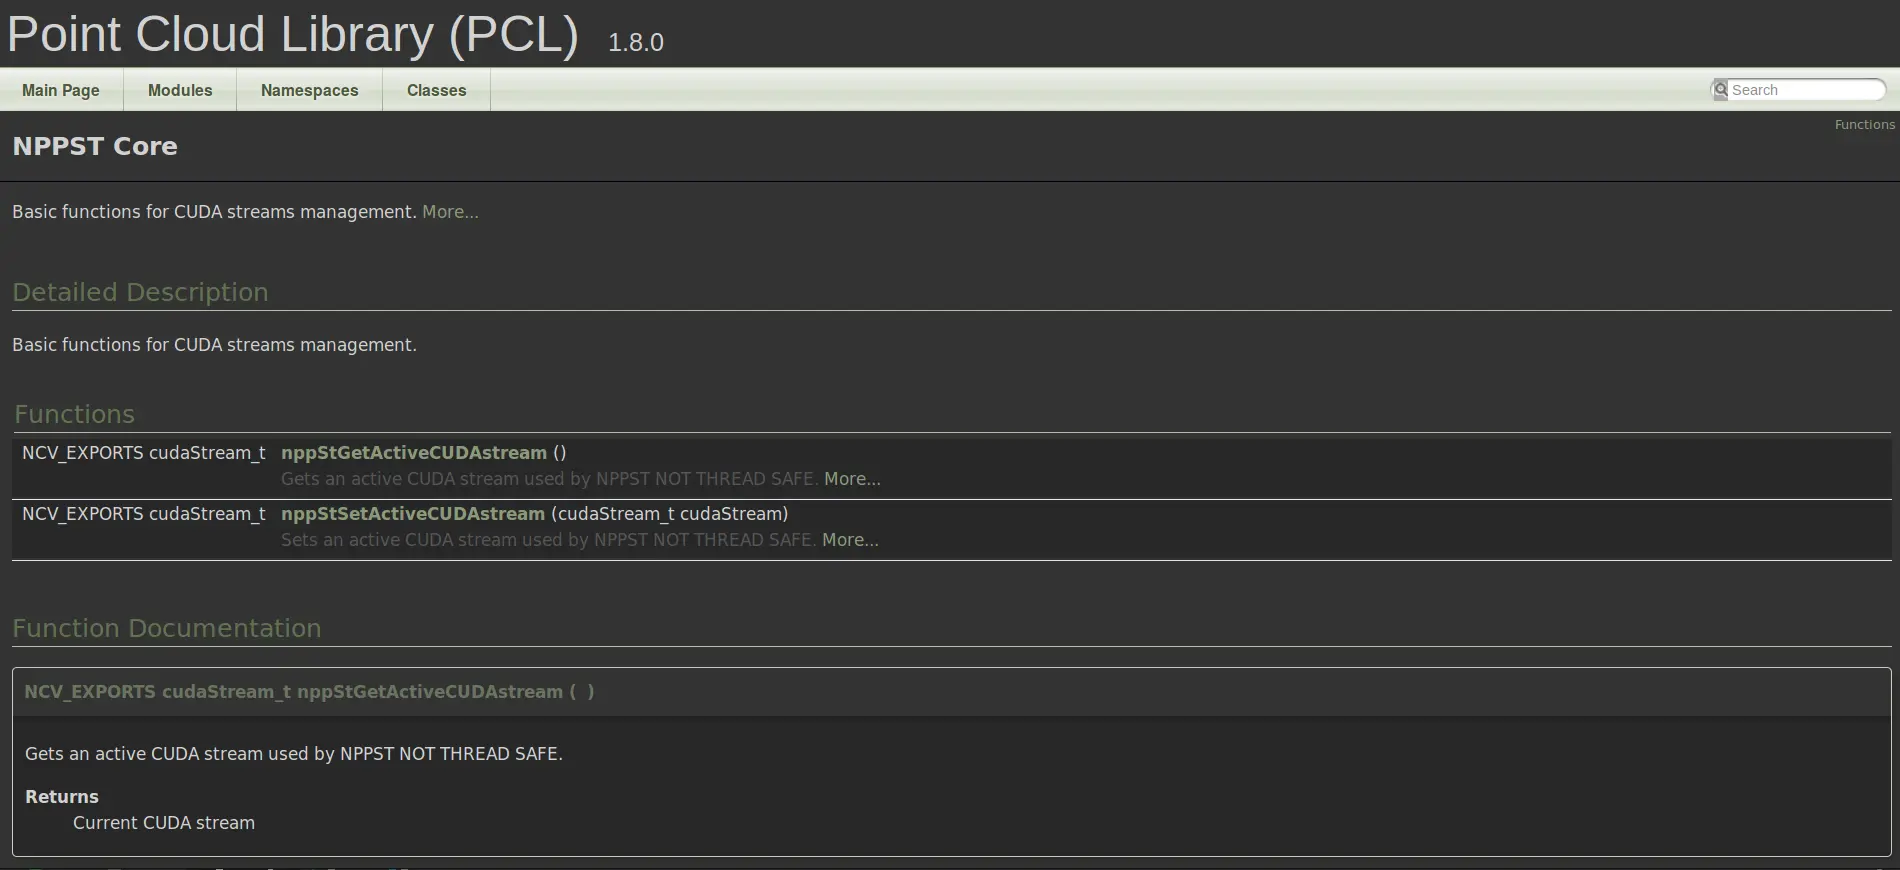 Point Cloud Library (PCL) 1.8.0
Main Page Modules Namespaces Classes Search
Functions
NPPST Core
Basic functions for CUDA streams management. More...
Detailed Description
Basic functions for CUDA streams management.
Functions
NCV_EXPORTS cudaStream_t nppStGetActiveCUDAstream ()
Gets an active CUDA stream used by NPPST NOT THREAD SAFE. More...
NCV_EXPORTS cudaStream_t nppStSetActiveCUDAstream (cudaStream_t cudaStream)
Sets an active CUDA stream used by NPPST NOT THREAD SAFE. More...
Function Documentation
NCV_EXPORTS cudaStream_t nppStGetActiveCUDAstream ( )
Gets an active CUDA stream used by NPPST NOT THREAD SAFE.
Returns
Current CUDA stream